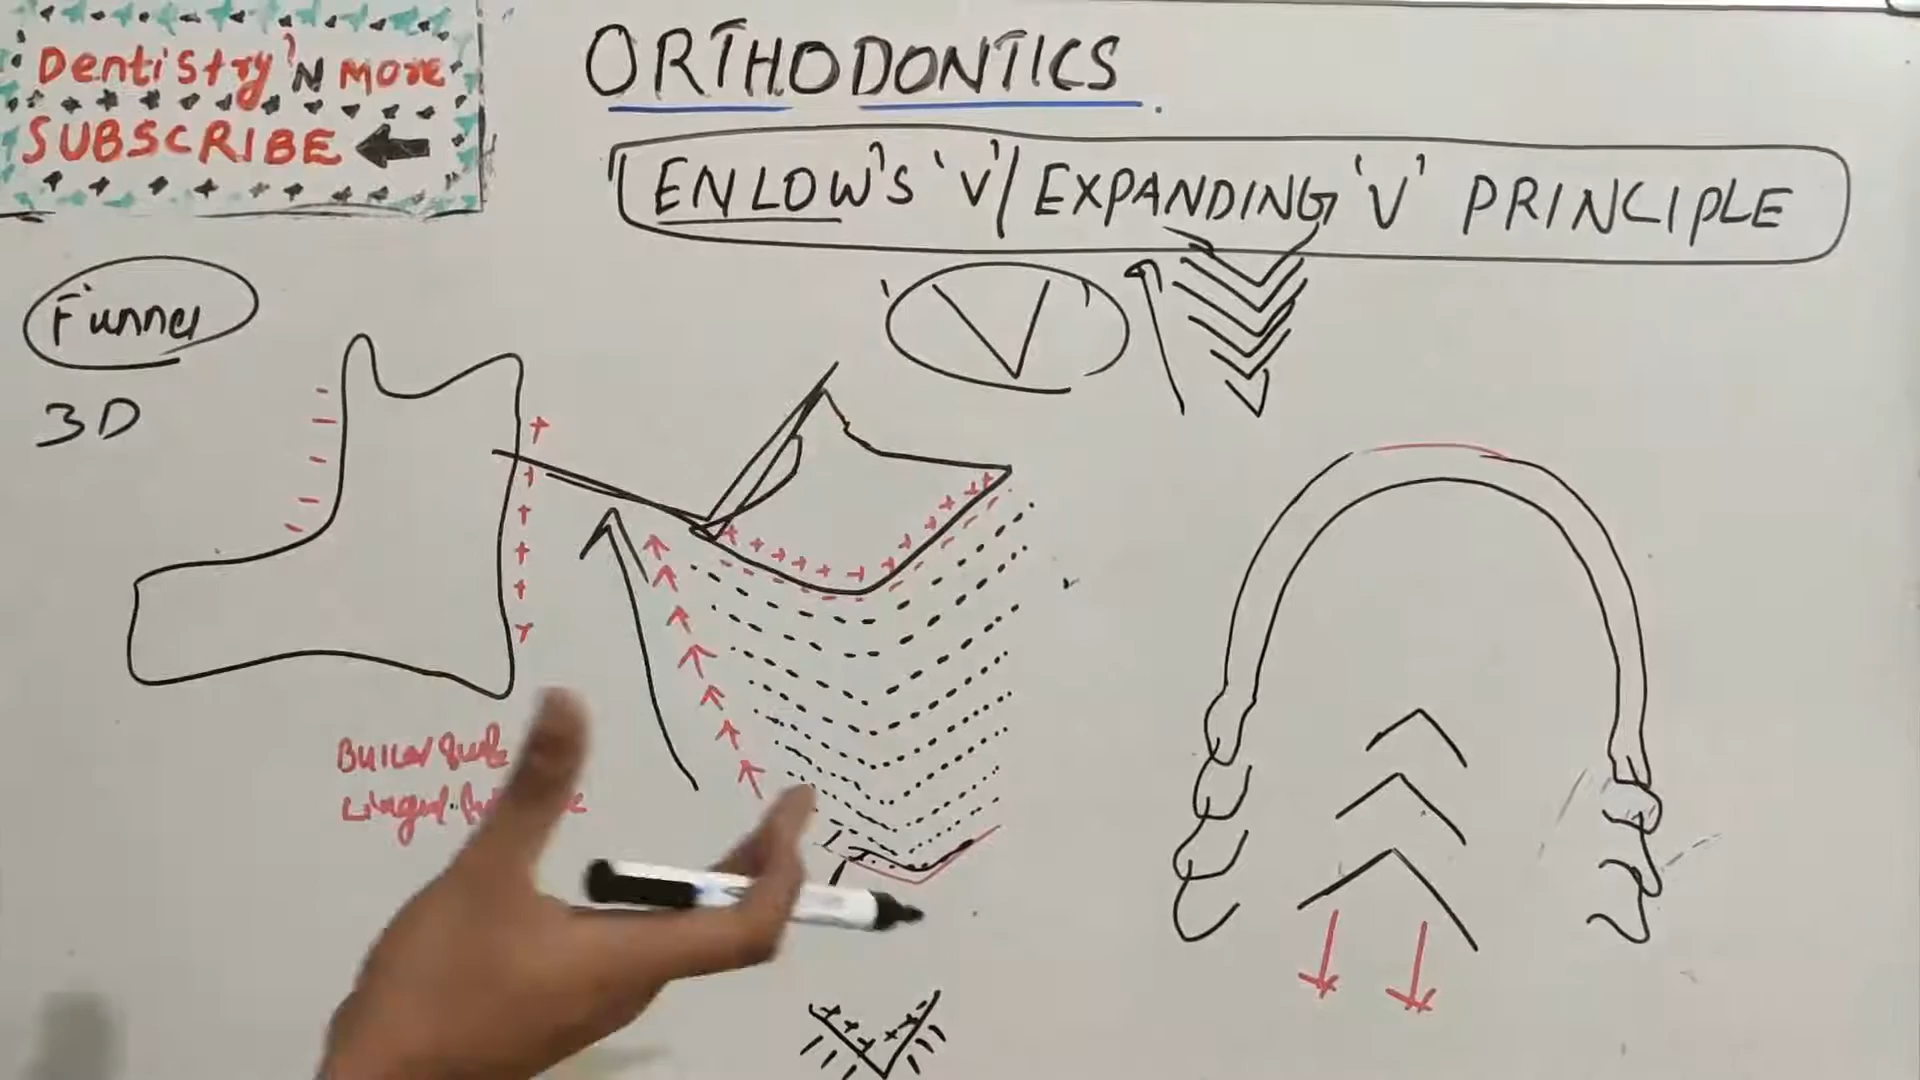 Dentistry'N MORE
SUBSCRIBE
ORTHODONTICS
ENLOW'S 'V'/ EXPANDING 'V' PRINCIPLE
Funnel
3D